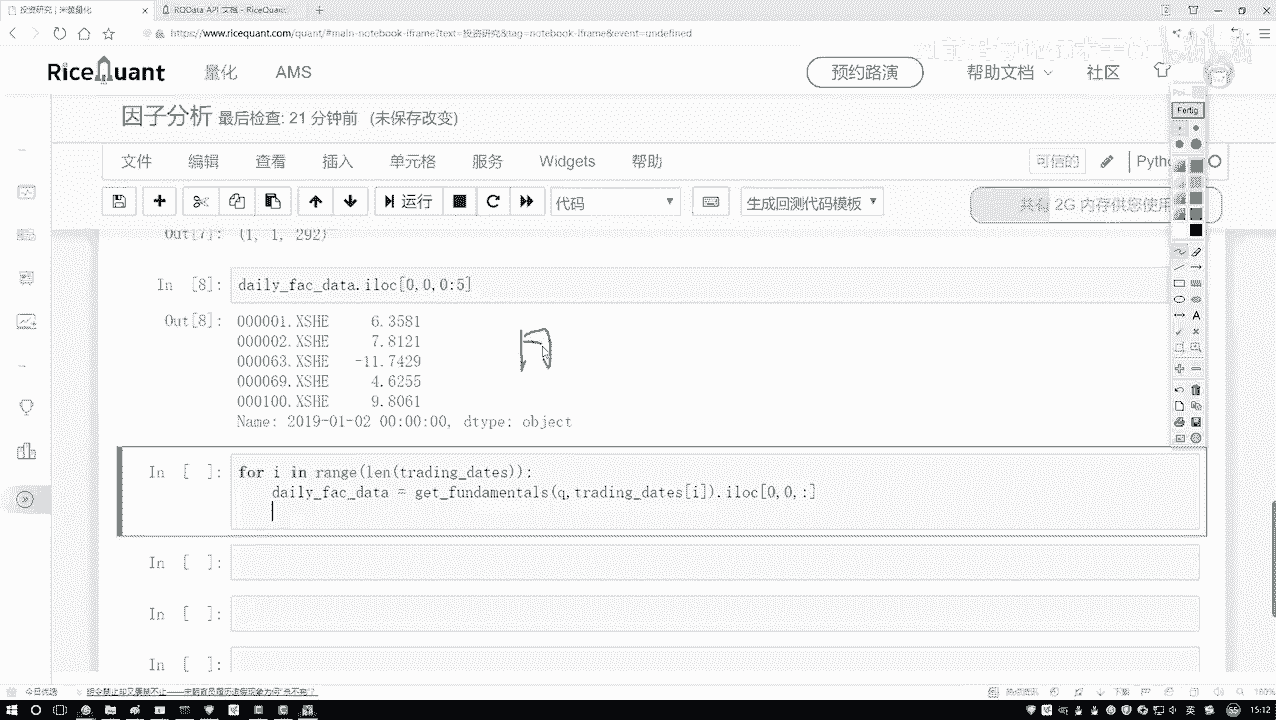 投资研究 | 米筐量化
RQData API 文档 - RiceQuant
https://www.ricequant.com/quant/#main-notebook-iframe?text=投资研究&tag=notebook-iframe&event=undefined
RiceQuant 量化 AMS 预约路演 帮助文档 社区
因子分析 最后检查: 21 分钟前 (未保存改变)
Fertig
文件 编辑 查看 插入 单元格 服务 Widgets 帮助 可信的 Pyth
运行 代码 生成回测代码模板 共有 2G 内存供您使用
Out[7]: (1, 1, 292)
In [8]: daily_fac_data.iloc[0,0,0:5]
Out[8]: 000001.XSHE 6.3581
000002.XSHE 7.8121
000063.XSHE -11.7429
000069.XSHE 4.6255
000100.XSHE 9.8061
Name: 2019-01-02 00:00:00, dtype: object
In [ ]: for i in range(len(trading_dates)):
daily_fac_data = get_fundamentals(q,trading_dates[i]).iloc[0,0,:]
In [ ]:
In [ ]:
In [ ]:
今日优选
15:12